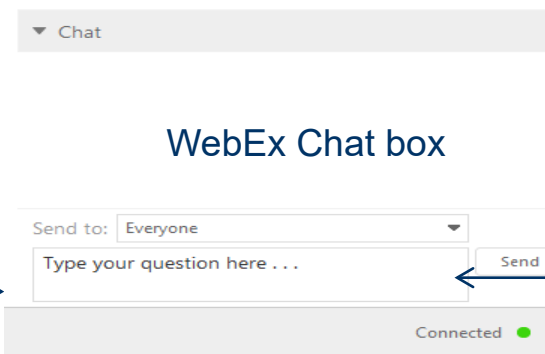 Chat
WebEx Chat box
Send to: Everyone
Type your question here . . .
Send
Connected